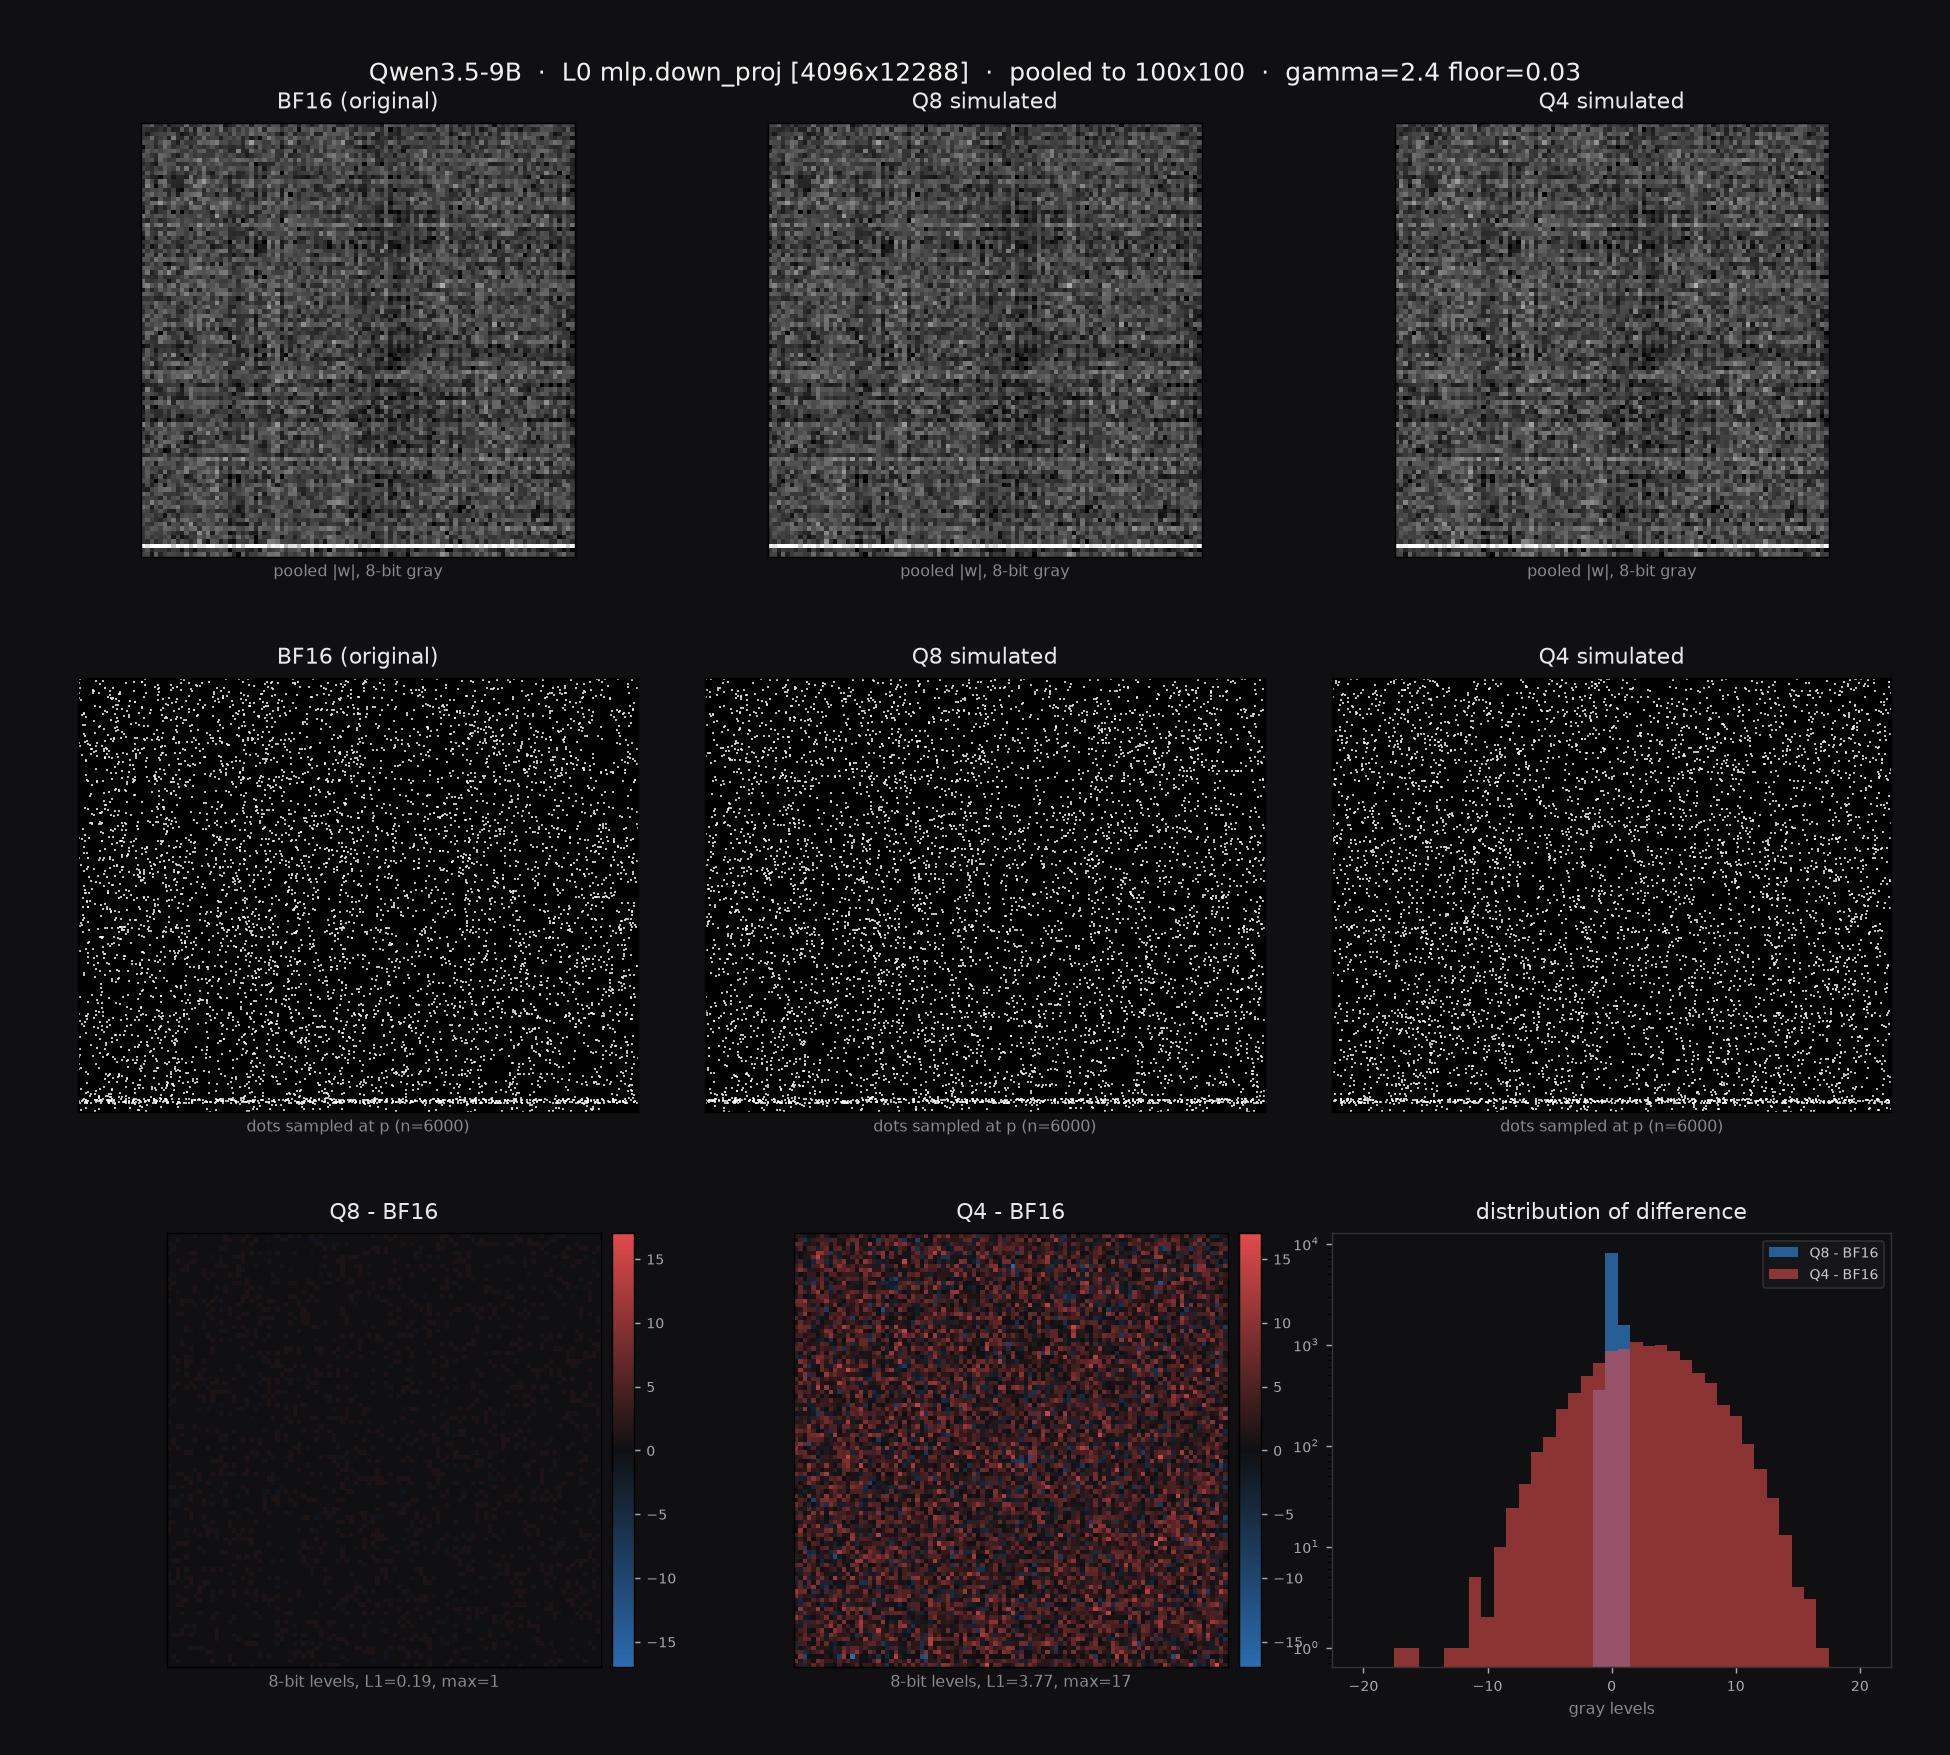 Qwen3.5-9B · L0 mlp.down_proj [4096x12288] · pooled to 100x100 · gamma=2.4 floor=0.03
BF16 (original)
Q8 simulated
Q4 simulated
pooled |w|, 8-bit gray
pooled |w|, 8-bit gray
pooled |w|, 8-bit gray
BF16 (original)
Q8 simulated
Q4 simulated
dots sampled at p (n=6000)
dots sampled at p (n=6000)
dots sampled at p (n=6000)
Q8 - BF16
15
10
5
0
−5
−10
−15
8-bit levels, L1=0.19, max=1
Q4 - BF16
15
10
5
0
−5
−10
−15
8-bit levels, L1=3.77, max=17
distribution of difference
Q8 - BF16
Q4 - BF16
10⁴
10³
10²
10¹
10⁰
−20 −10 0 10 20
gray levels